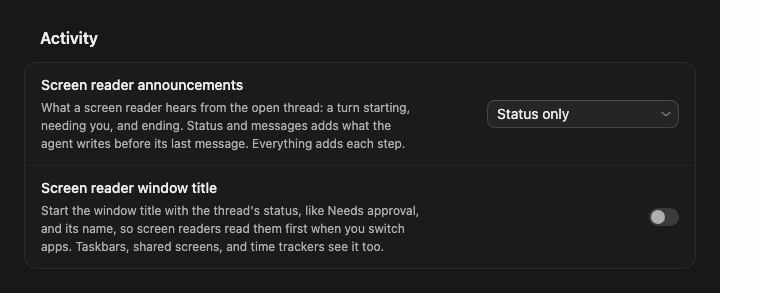 Activity
Screen reader announcements
What a screen reader hears from the open thread: a turn starting,
needing you, and ending. Status and messages adds what the
agent writes before its last message. Everything adds each step.
Status only
Screen reader window title
Start the window title with the thread's status, like Needs approval,
and its name, so screen readers read them first when you switch
apps. Taskbars, shared screens, and time trackers see it too.